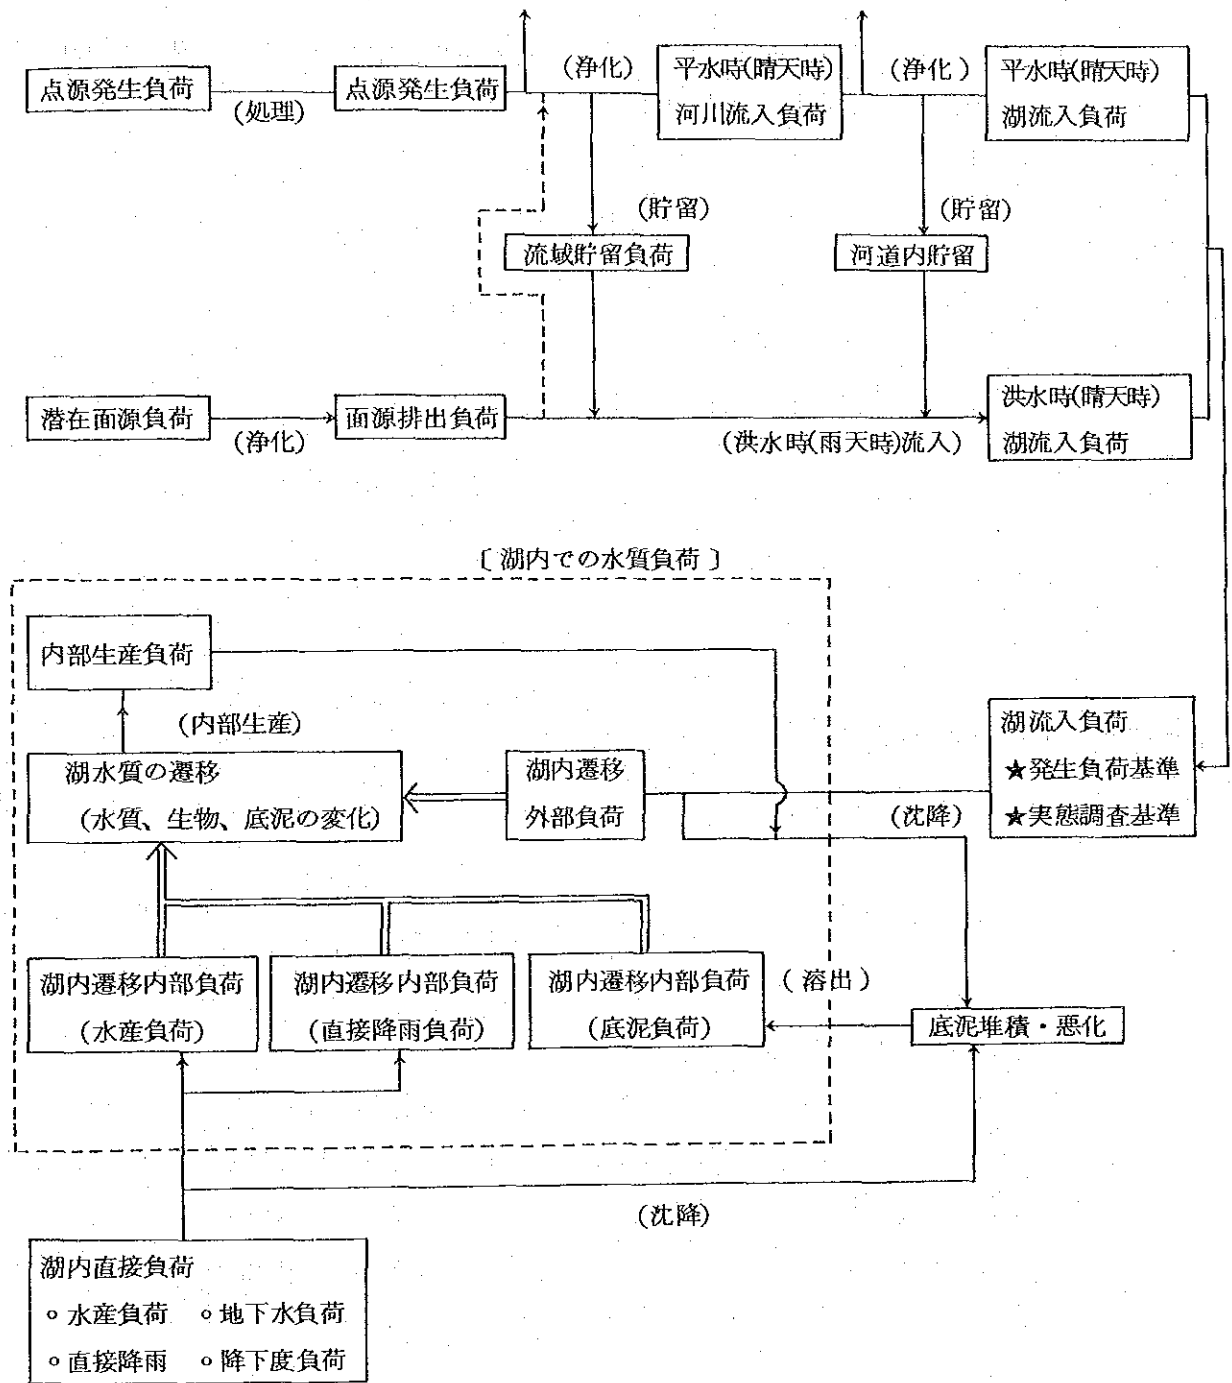 点源発生負荷
(処理)
点源発生負荷
(浄化)
平水時(晴天時)
河川流入負荷
(浄化)
平水時(晴天時)
湖流入負荷
(貯留)
(貯留)
流域貯留負荷
河道内貯留
潜在面源負荷
(浄化)
面源排出負荷
(洪水時(雨天時)流入)
洪水時(晴天時)
湖流入負荷
〔湖内での水質負荷〕
内部生産負荷
(内部生産)
湖水質の遷移
(水質、生物、底泥の変化)
湖内遷移
外部負荷
(沈降)
湖流入負荷
★発生負荷基準
★実態調査基準
湖内遷移内部負荷
(水産負荷)
湖内遷移内部負荷
(直接降雨負荷)
湖内遷移内部負荷
(底泥負荷)
(溶出)
底泥堆積・悪化
(沈降)
湖内直接負荷
○水産負荷 ○地下水負荷
○直接降雨 ○降下度負荷